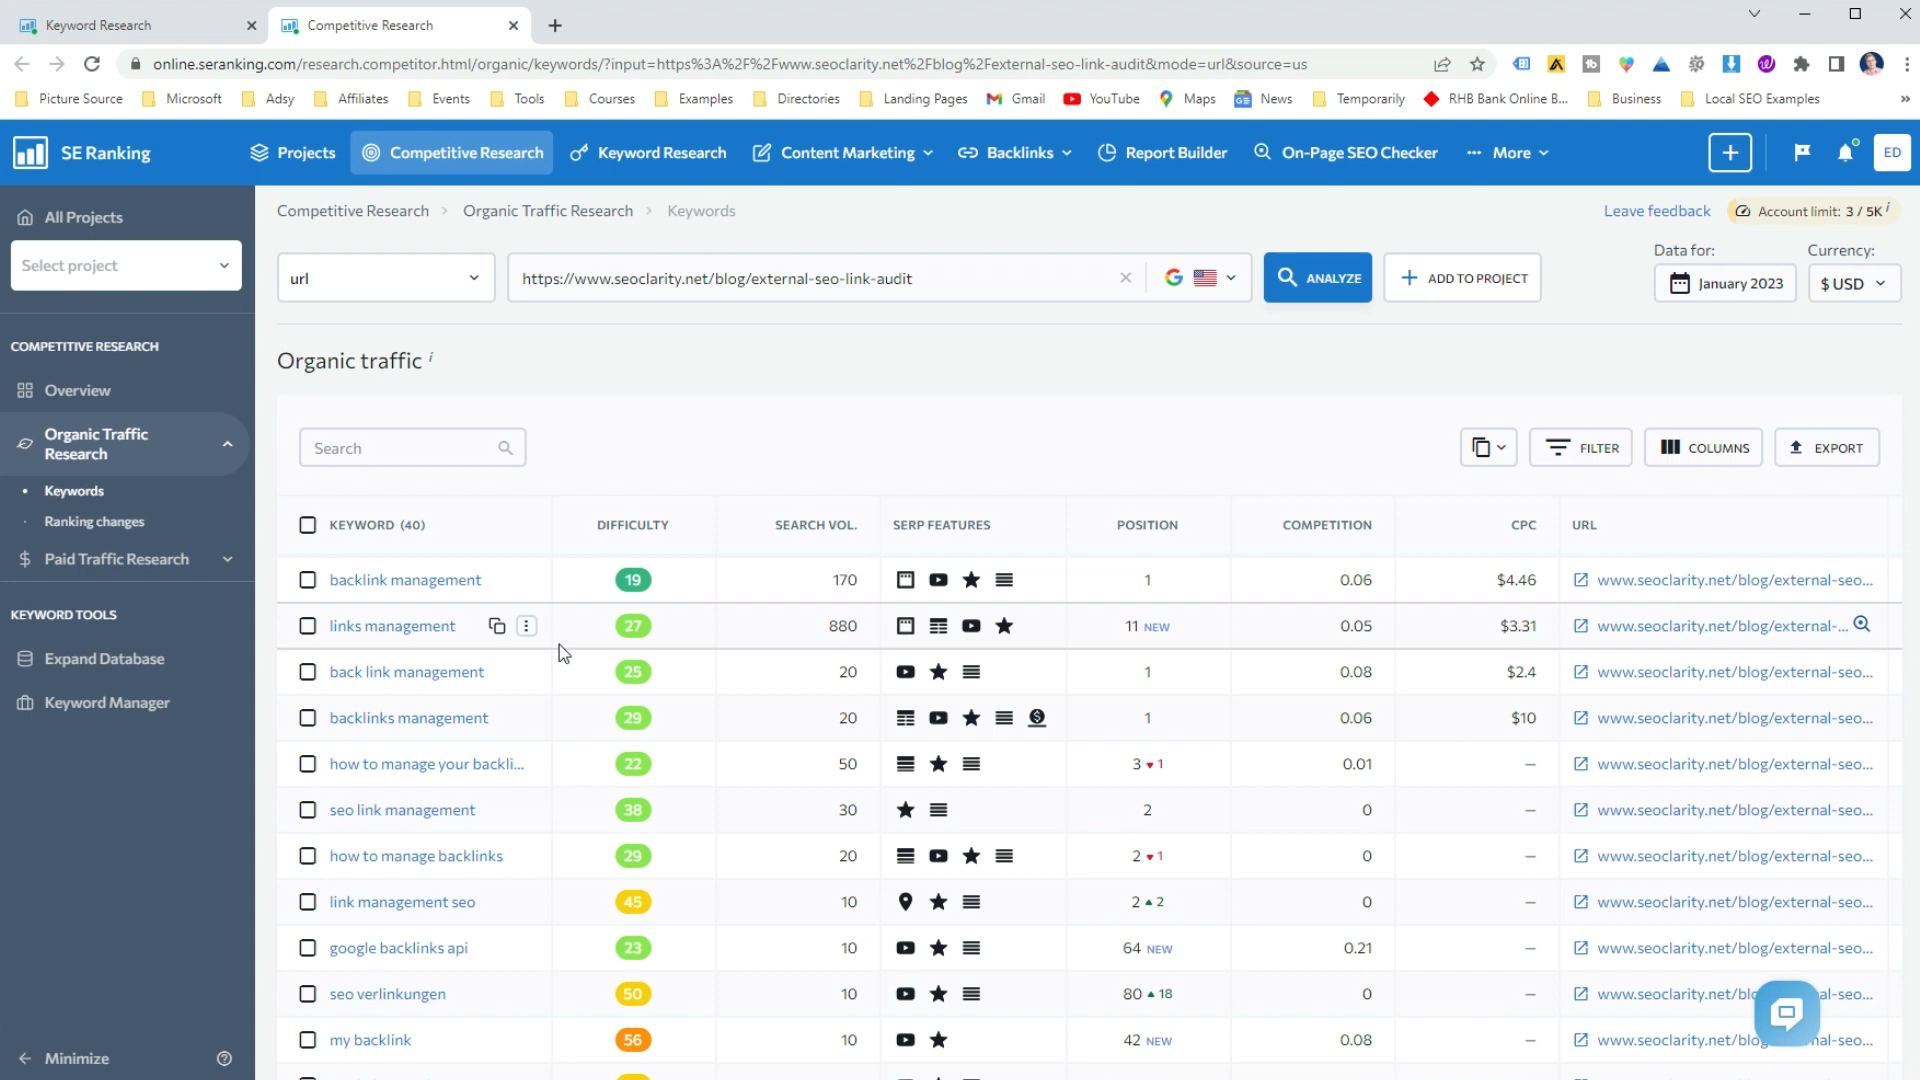 Keyword Research
Competitive Research
online.seranking.com/research.competitor.html/organic/keywords/?input=https%3A%2F%2Fwww.seoclarity.net%2Fblog%2Fexternal-seo-link-audit&mode=url&source=us
Picture Source Microsoft Adsy Affiliates Events Tools Courses Examples Directories Landing Pages Gmail YouTube Maps News Temporarily RHB Bank Online B... Business Local SEO Examples »
SE Ranking Projects Competitive Research Keyword Research Content Marketing Backlinks Report Builder On-Page SEO Checker More ED
All Projects
Select project
COMPETITIVE RESEARCH
Overview
Organic Traffic
Research
Keywords
Ranking changes
Paid Traffic Research
KEYWORD TOOLS
Expand Database
Keyword Manager
Minimize
Competitive Research > Organic Traffic Research > Keywords
Leave feedback Account limit: 3 / 5K i
Data for: Currency:
url https://www.seoclarity.net/blog/external-seo-link-audit ANALYZE ADD TO PROJECT January 2023 $ USD
Organic traffic i
Search FILTER COLUMNS EXPORT
KEYWORD (40) DIFFICULTY SEARCH VOL. SERP FEATURES POSITION COMPETITION CPC URL
backlink management 19 170 1 0.06 $4.46 www.seoclarity.net/blog/external-seo...
links management 27 880 11 NEW 0.05 $3.31 www.seoclarity.net/blog/external-...
back link management 25 20 1 0.08 $2.4 www.seoclarity.net/blog/external-seo...
backlinks management 29 20 1 0.06 $10 www.seoclarity.net/blog/external-seo...
how to manage your backli... 22 50 3 1 0.01 – www.seoclarity.net/blog/external-seo...
seo link management 38 30 2 0 – www.seoclarity.net/blog/external-seo...
how to manage backlinks 29 20 2 1 0 – www.seoclarity.net/blog/external-seo...
link management seo 45 10 2 2 0 – www.seoclarity.net/blog/external-seo...
google backlinks api 23 10 64 NEW 0.21 – www.seoclarity.net/blog/external-seo...
seo verlinkungen 50 10 80 18 0 – www.seoclarity.net/blo al-seo...
my backlink 56 10 42 NEW 0.08 – www.seoclarity.net/blog nal-seo...